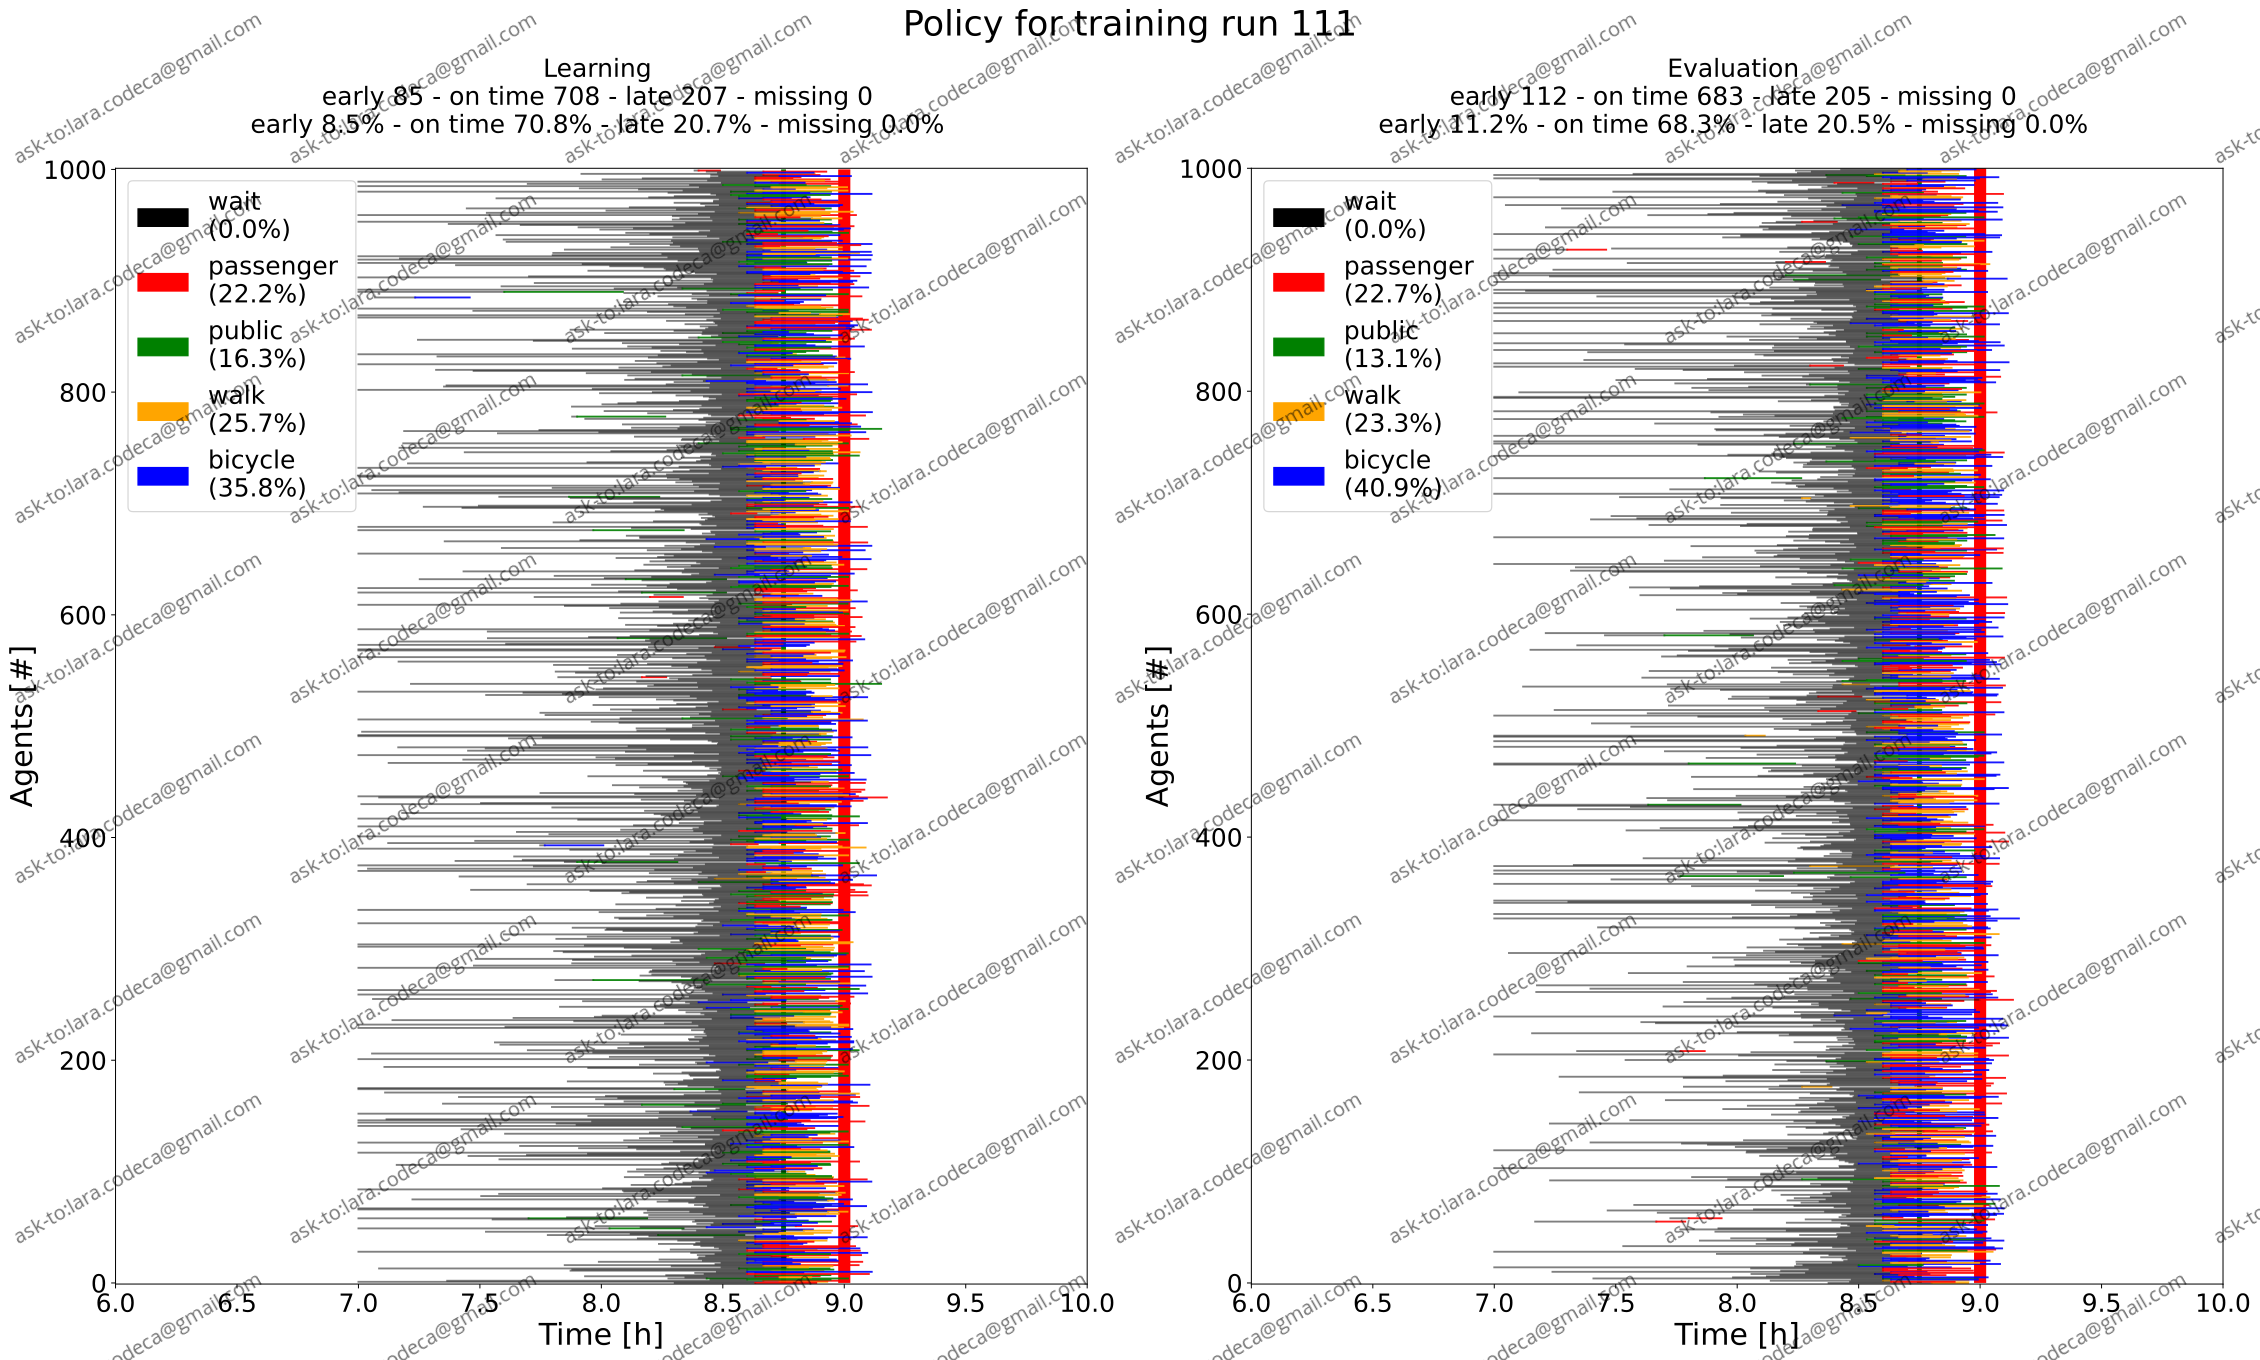 Policy for training run 111
Learning
early 85 - on time 708 - late 207 - missing 0
early 8.5% - on time 70.8% - late 20.7% - missing 0.0%
1000
800
600
400
200
0
Agents [#]
wait
(0.0%)
passenger
(22.2%)
public
(16.3%)
walk
(25.7%)
bicycle
(35.8%)
6.0 6.5 7.0 7.5 8.0 8.5 9.0 9.5 10.0
Time [h]
Evaluation
early 112 - on time 683 - late 205 - missing 0
early 11.2% - on time 68.3% - late 20.5% - missing 0.0%
1000
800
600
400
200
0
Agents [#]
wait
(0.0%)
passenger
(22.7%)
public
(13.1%)
walk
(23.3%)
bicycle
(40.9%)
6.0 6.5 7.0 7.5 8.0 8.5 9.0 9.5 10.0
Time [h]
ask-to:lara.codeca@gmail.com